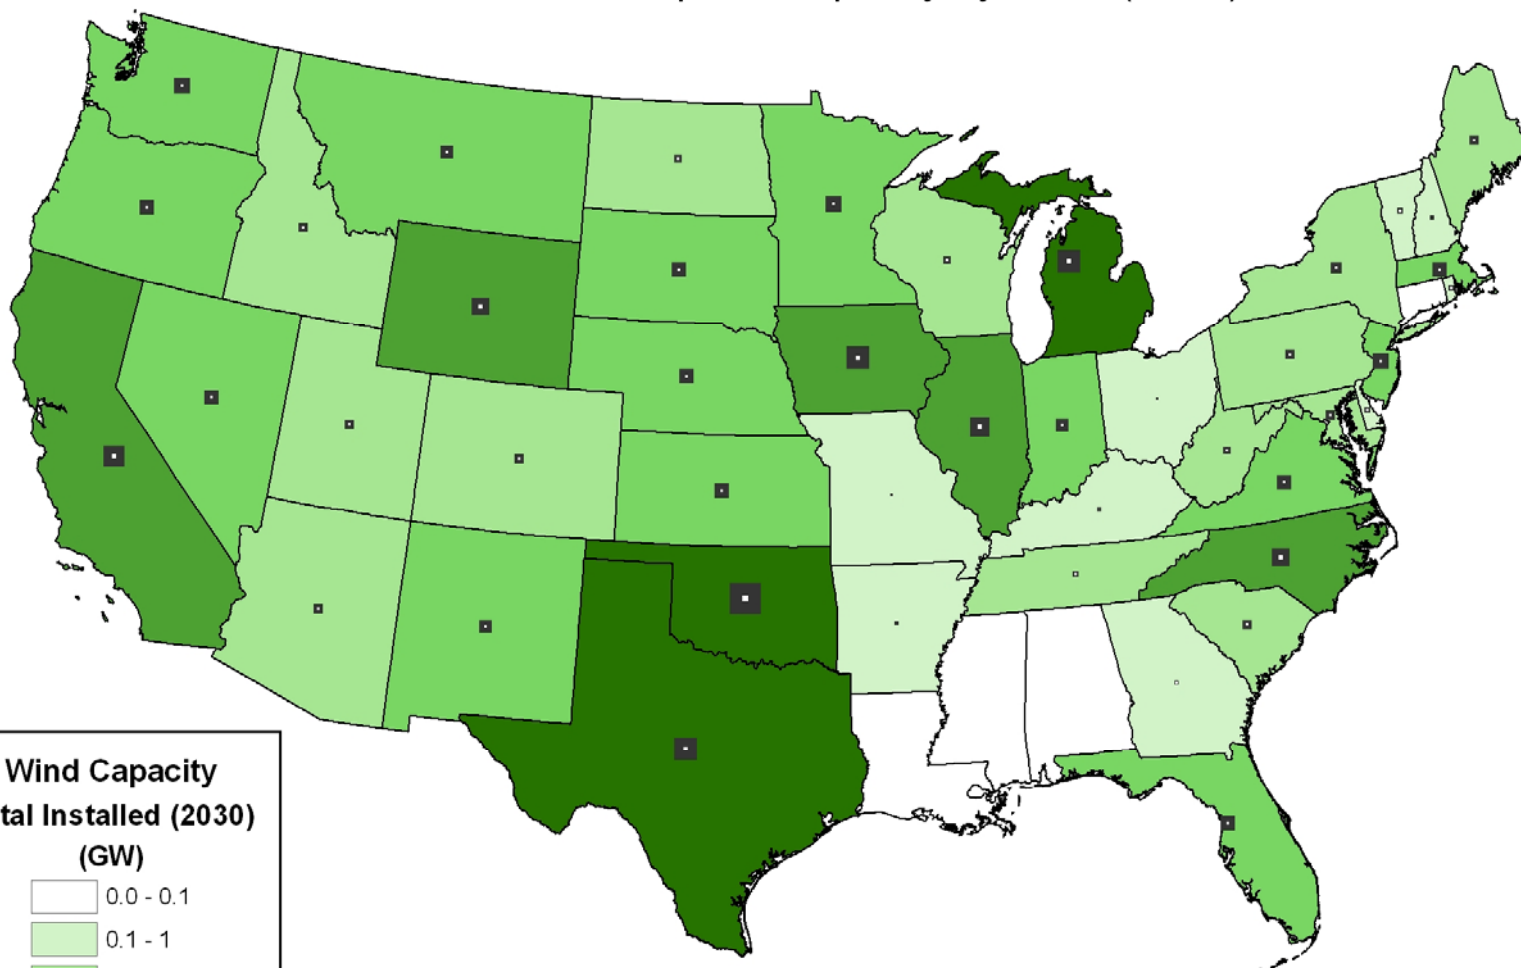 Wind Capacity
tal Installed (2030)
(GW)
0.0 - 0.1
0.1 - 1